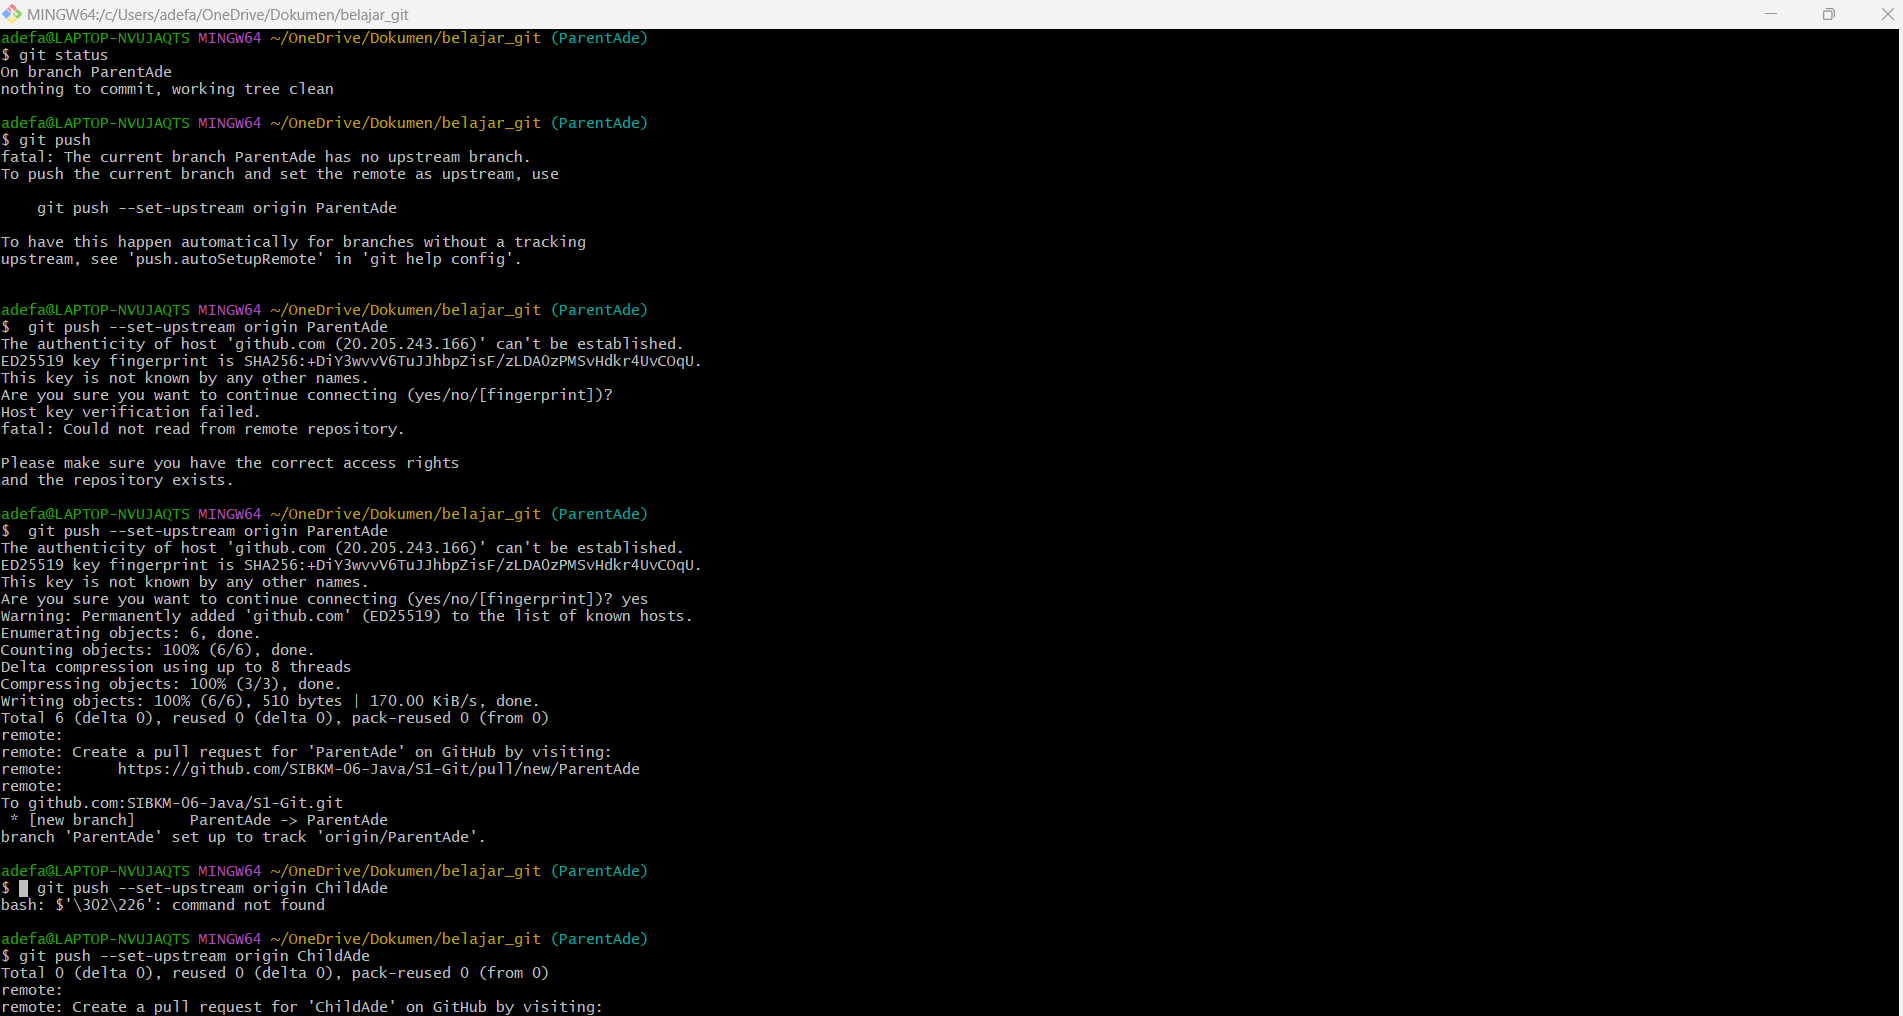 MINGW64:/c/Users/adefa/OneDrive/Dokumen/belajar_git
adefa@LAPTOP-NVUJAQTS MINGW64 ~/OneDrive/Dokumen/belajar_git (ParentAde)
$ git status
On branch ParentAde
nothing to commit, working tree clean
adefa@LAPTOP-NVUJAQTS MINGW64 ~/OneDrive/Dokumen/belajar_git (ParentAde)
$ git push
fatal: The current branch ParentAde has no upstream branch.
To push the current branch and set the remote as upstream, use
    git push --set-upstream origin ParentAde
To have this happen automatically for branches without a tracking
upstream, see 'push.autoSetupRemote' in 'git help config'.
adefa@LAPTOP-NVUJAQTS MINGW64 ~/OneDrive/Dokumen/belajar_git (ParentAde)
$  git push --set-upstream origin ParentAde
The authenticity of host 'github.com (20.205.243.166)' can't be established.
ED25519 key fingerprint is SHA256:+DiY3wvvV6TuJJhbpZisF/zLDA0zPMSvHdkr4UvCOqU.
This key is not known by any other names.
Are you sure you want to continue connecting (yes/no/[fingerprint])?
Host key verification failed.
fatal: Could not read from remote repository.
Please make sure you have the correct access rights
and the repository exists.
adefa@LAPTOP-NVUJAQTS MINGW64 ~/OneDrive/Dokumen/belajar_git (ParentAde)
$  git push --set-upstream origin ParentAde
The authenticity of host 'github.com (20.205.243.166)' can't be established.
ED25519 key fingerprint is SHA256:+DiY3wvvV6TuJJhbpZisF/zLDA0zPMSvHdkr4UvCOqU.
This key is not known by any other names.
Are you sure you want to continue connecting (yes/no/[fingerprint])? yes
Warning: Permanently added 'github.com' (ED25519) to the list of known hosts.
Enumerating objects: 6, done.
Counting objects: 100% (6/6), done.
Delta compression using up to 8 threads
Compressing objects: 100% (3/3), done.
Writing objects: 100% (6/6), 510 bytes | 170.00 KiB/s, done.
Total 6 (delta 0), reused 0 (delta 0), pack-reused 0 (from 0)
remote:
remote: Create a pull request for 'ParentAde' on GitHub by visiting:
remote:      https://github.com/SIBKM-06-Java/S1-Git/pull/new/ParentAde
remote:
To github.com:SIBKM-06-Java/S1-Git.git
 * [new branch]      ParentAde -> ParentAde
branch 'ParentAde' set up to track 'origin/ParentAde'.
adefa@LAPTOP-NVUJAQTS MINGW64 ~/OneDrive/Dokumen/belajar_git (ParentAde)
$  git push --set-upstream origin ChildAde
bash: $'\302\226': command not found
adefa@LAPTOP-NVUJAQTS MINGW64 ~/OneDrive/Dokumen/belajar_git (ParentAde)
$ git push --set-upstream origin ChildAde
Total 0 (delta 0), reused 0 (delta 0), pack-reused 0 (from 0)
remote:
remote: Create a pull request for 'ChildAde' on GitHub by visiting: